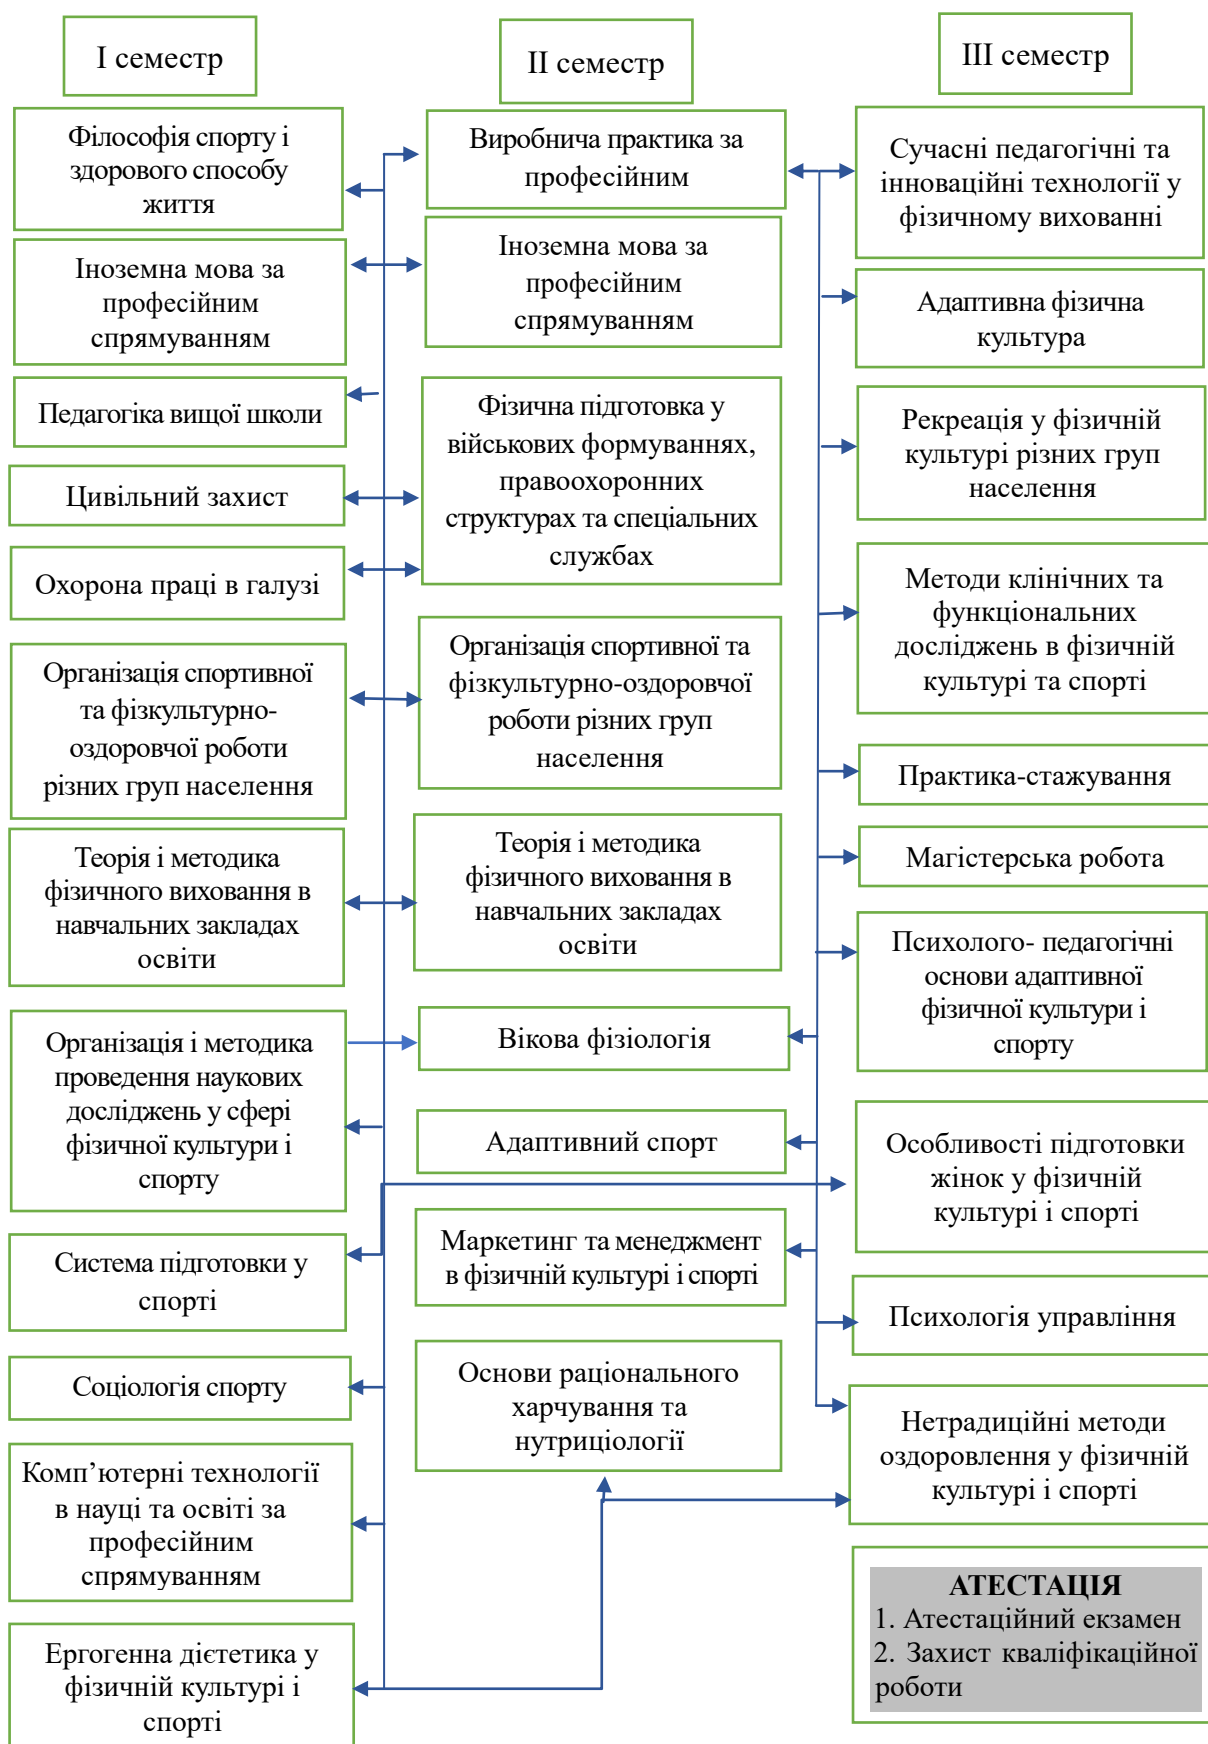 І семестр
Філософія спорту і
здорового способу
життя
Іноземна мова за
професійним
спрямуванням
Педагогіка вищої школи
Цивільний захист
Охорона праці в галузі
Організація спортивної
та фізкультурно-
оздоровчої роботи
різних груп населення
Теорія і методика
фізичного виховання в
навчальних закладах
освіти
Організація і методика
проведення наукових
досліджень у сфері
фізичної культури і
спорту
Система підготовки у
спорті
Соціологія спорту
Комп’ютерні технології
в науці та освіті за
професійним
спрямуванням
Ергогенна дієтетика у
фізичній культурі і
спорті
ІІ семестр
Виробнича практика за
професійним
Іноземна мова за
професійним
спрямуванням
Фізична підготовка у
військових формуваннях,
правоохоронних
структурах та спеціальних
службах
Організація спортивної та
фізкультурно-оздоровчої
роботи різних груп
населення
Теорія і методика
фізичного виховання в
навчальних закладах
освіти
Вікова фізіологія
Адаптивний спорт
Маркетинг та менеджмент
в фізичній культурі і спорті
Основи раціонального
харчування та
нутриціології
ІІІ семестр
Сучасні педагогічні та
інноваційні технології у
фізичному вихованні
Адаптивна фізична
культура
Рекреація у фізичній
культурі різних груп
населення
Методи клінічних та
функціональних
досліджень в фізичній
культурі та спорті
Практика-стажування
Магістерська робота
Психолого- педагогічні
основи адаптивної
фізичної культури і
спорту
Особливості підготовки
жінок у фізичній
культурі і спорті
Психологія управління
Нетрадиційні методи
оздоровлення у фізичній
культурі і спорті
АТЕСТАЦІЯ
1. Атестаційний екзамен
2. Захист кваліфікаційної
роботи